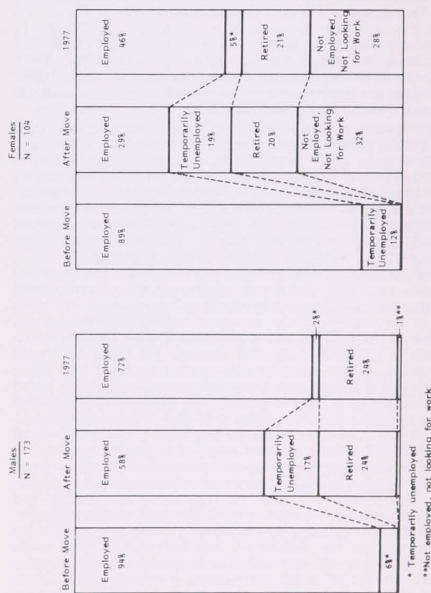 Females
N = 104
Before Move
After Move
1977
Employed
89%
Temporarily
Unemployed
12%
Employed
29%
Temporarily
Unemployed
19%
Retired
20%
Not
Employed,
Not Looking
for Work
32%
Employed
46%
5%*
Retired
21%
Not
Employed,
Not Looking
for Work
28%
Males
N = 173
Before Move
After Move
1977
Employed
94%
6%*
Employed
58%
Temporarily
Unemployed
17%
Retired
24%
Employed
72%
2%*
Retired
24%
1%**
* Temporarily unemployed
**Not employed, not looking for work